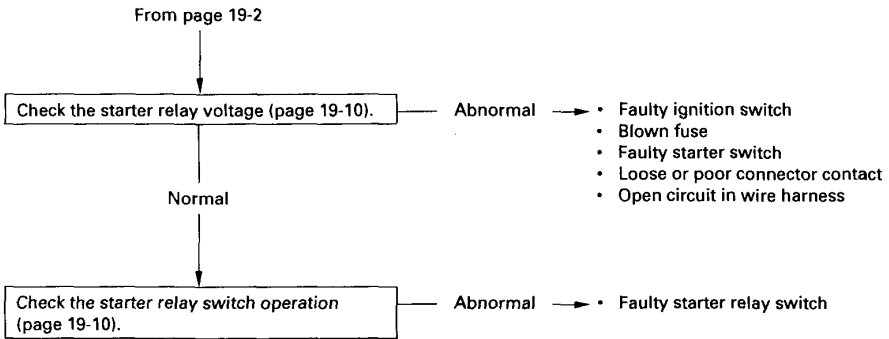 From page 19-2
Check the starter relay voltage (page 19-10).
Abnormal
• Faulty ignition switch
• Blown fuse
• Faulty starter switch
• Loose or poor connector contact
• Open circuit in wire harness
Normal
Check the starter relay switch operation
(page 19-10).
Abnormal
• Faulty starter relay switch